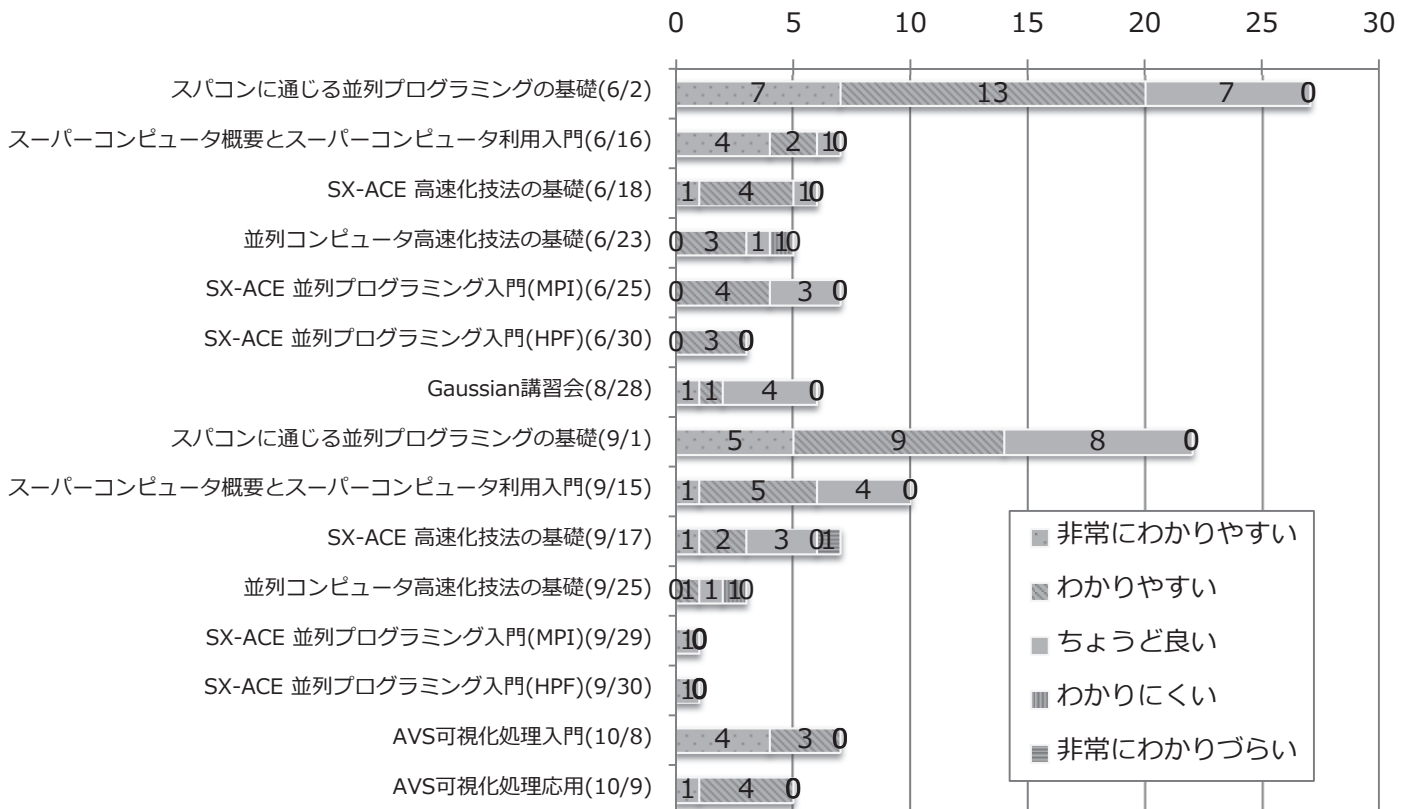 0 5 10 15 20 25 30
スパコンに通じる並列プログラミングの基礎(6/2) 7 13 7 0
スーパーコンピュータ概要とスーパーコンピュータ利用入門(6/16) 4 2 1 0
SX-ACE 高速化技法の基礎(6/18) 1 4 1 0
並列コンピュータ高速化技法の基礎(6/23) 0 3 1 1 0
SX-ACE 並列プログラミング入門(MPI)(6/25) 0 4 3 0
SX-ACE 並列プログラミング入門(HPF)(6/30) 0 3 0
Gaussian講習会(8/28) 1 1 4 0
スパコンに通じる並列プログラミングの基礎(9/1) 5 9 8 0
スーパーコンピュータ概要とスーパーコンピュータ利用入門(9/15) 1 5 4 0
SX-ACE 高速化技法の基礎(9/17) 1 2 3 0 1
並列コンピュータ高速化技法の基礎(9/25) 0 1 1 1 0
SX-ACE 並列プログラミング入門(MPI)(9/29) 1 0
SX-ACE 並列プログラミング入門(HPF)(9/30) 1 0
AVS可視化処理入門(10/8) 4 3 0
AVS可視化処理応用(10/9) 1 4 0
非常にわかりやすい
わかりやすい
ちょうど良い
わかりにくい
非常にわかりづらい